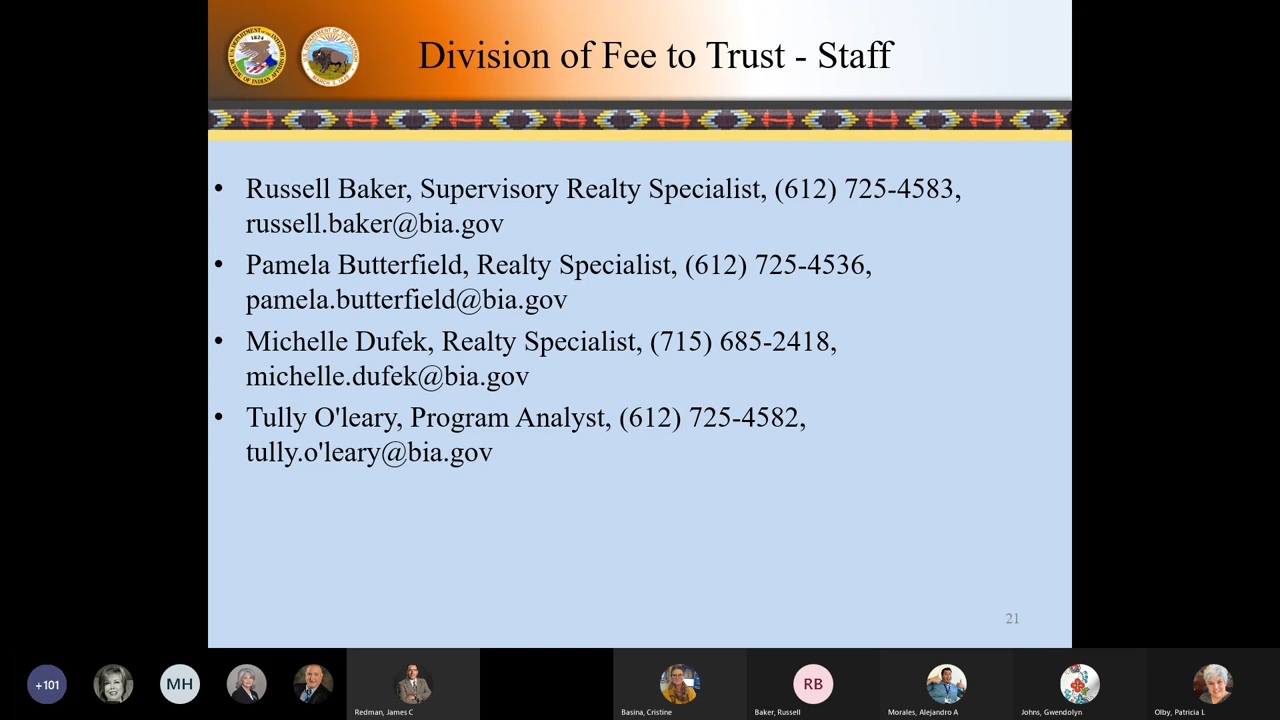 Division of Fee to Trust - Staff
• Russell Baker, Supervisory Realty Specialist, (612) 725-4583,
russell.baker@bia.gov
• Pamela Butterfield, Realty Specialist, (612) 725-4536,
pamela.butterfield@bia.gov
• Michelle Dufek, Realty Specialist, (715) 685-2418,
michelle.dufek@bia.gov
• Tully O'leary, Program Analyst, (612) 725-4582,
tully.o'leary@bia.gov
21
+101
MH
RB
Redman, James C
Basina, Cristine
Baker, Russell
Morales, Alejandro A
Johns, Gwendolyn
Olby, Patricia L